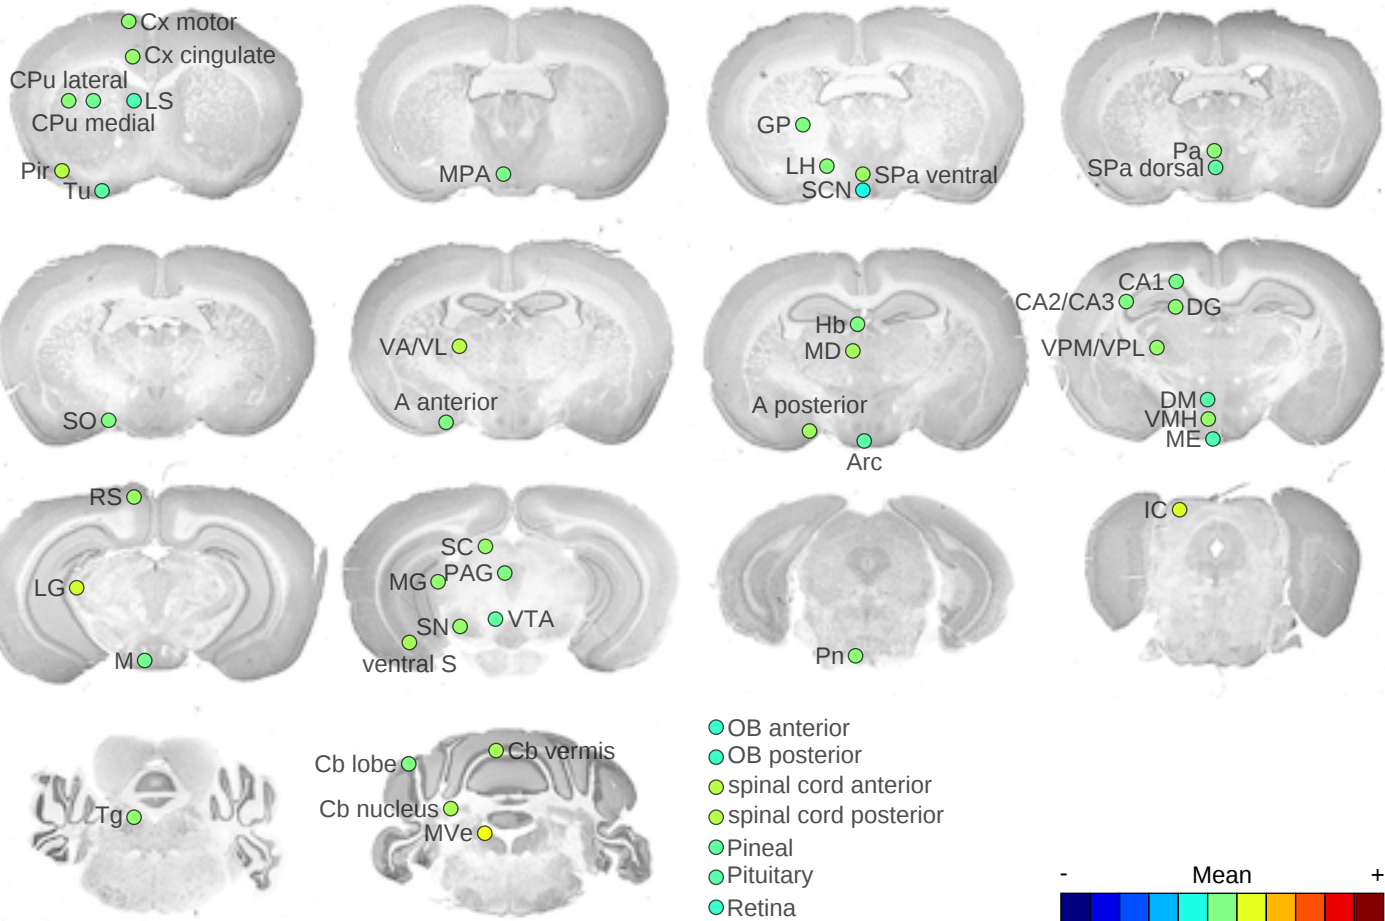 Cx motor
Cx cingulate
CPu lateral
LS
CPu medial
Pir
Tu
MPA
GP
LH
SPa ventral
SCN
Pa
SPa dorsal
SO
VA/VL
A anterior
Hb
MD
A posterior
Arc
CA1
CA2/CA3
DG
VPM/VPL
DM
VMH
ME
RS
LG
M
SC
PAG
MG
VTA
SN
ventral S
Pn
IC
Tg
Cb vermis
Cb lobe
Cb nucleus
MVe
OB anterior
OB posterior
spinal cord anterior
spinal cord posterior
Pineal
Pituitary
Retina
- Mean +